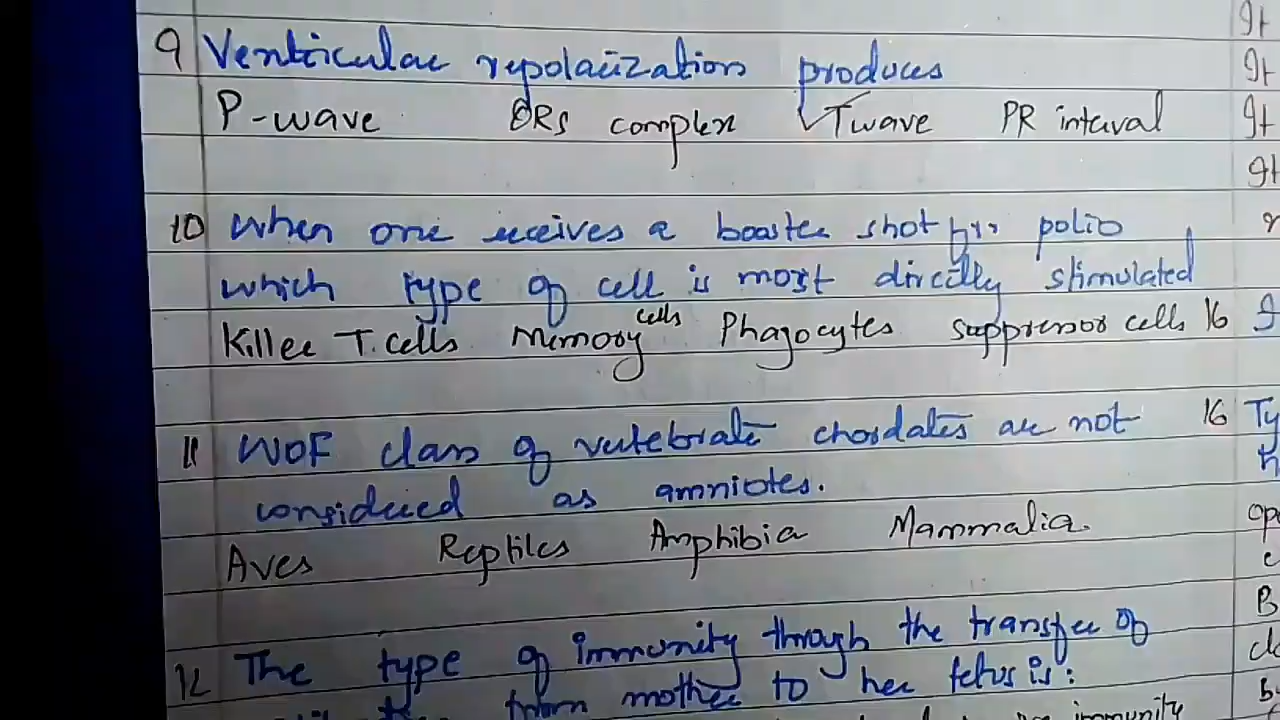 9 Ventricular repolarization produces
P-wave QRS complex Twave PR interval
10 When one receives a booster shot for polio
which type of cell is most directly stimulated
Killer T.cells Memory cells Phagocytes suppressor cells 16
11 WOF class of vertebrate chordates are not 16
considered as amniotes.
Aves Reptiles Amphibia Mammalia.
12 The type of immunity through the transfer of
from mother to her fetus is:
immunity